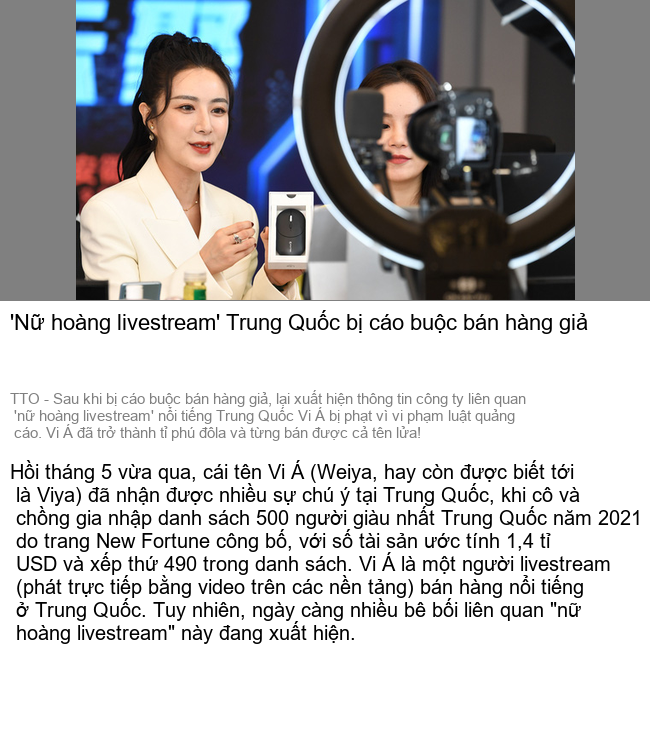 'Nữ hoàng livestream' Trung Quốc bị cáo buộc bán hàng giả
TTO - Sau khi bị cáo buộc bán hàng giả, lại xuất hiện thông tin công ty liên quan
'nữ hoàng livestream' nổi tiếng Trung Quốc Vi Á bị phạt vì vi phạm luật quảng
cáo. Vi Á đã trở thành tỉ phú đôla và từng bán được cả tên lửa!
Hồi tháng 5 vừa qua, cái tên Vi Á (Weiya, hay còn được biết tới
là Viya) đã nhận được nhiều sự chú ý tại Trung Quốc, khi cô và
chồng gia nhập danh sách 500 người giàu nhất Trung Quốc năm 2021
do trang New Fortune công bố, với số tài sản ước tính 1,4 tỉ
USD và xếp thứ 490 trong danh sách. Vi Á là một người livestream
(phát trực tiếp bằng video trên các nền tảng) bán hàng nổi tiếng
ở Trung Quốc. Tuy nhiên, ngày càng nhiều bê bối liên quan "nữ
hoàng livestream" này đang xuất hiện.